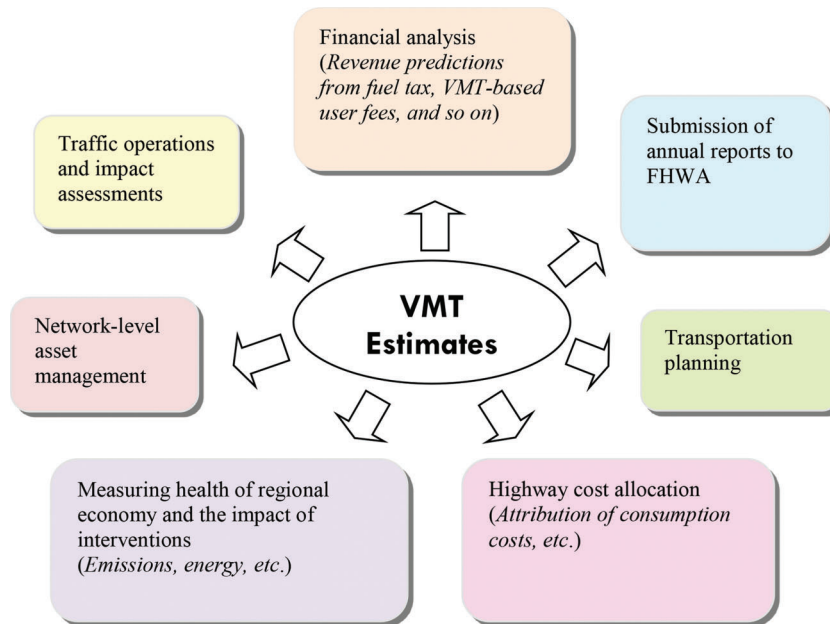 Financial analysis
(Revenue predictions
from fuel tax, VMT-based
user fees, and so on)
Traffic operations
and impact
assessments
Submission of
annual reports to
FHWA
VMT
Estimates
Network-level
asset
management
Transportation
planning
Measuring health of regional
economy and the impact of
interventions
(Emissions, energy, etc.)
Highway cost allocation
(Attribution of consumption
costs, etc.)